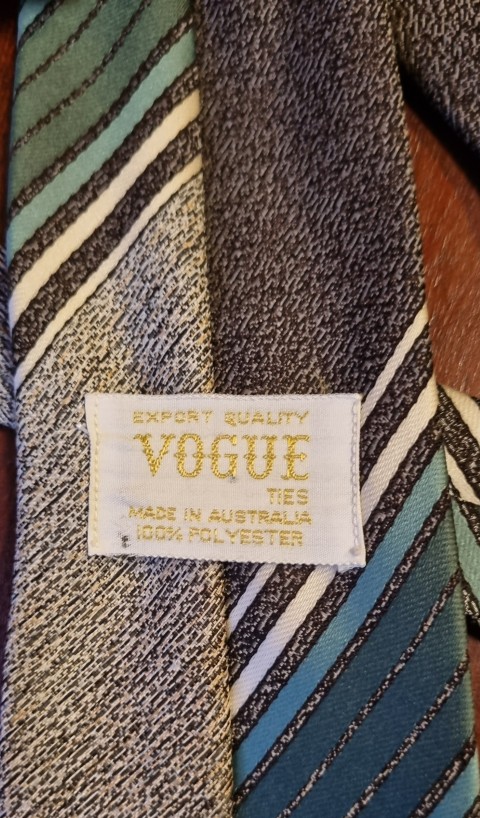 EXPORT QUALITY
VOGUE
TIES
MADE IN AUSTRALIA
100% POLYESTER